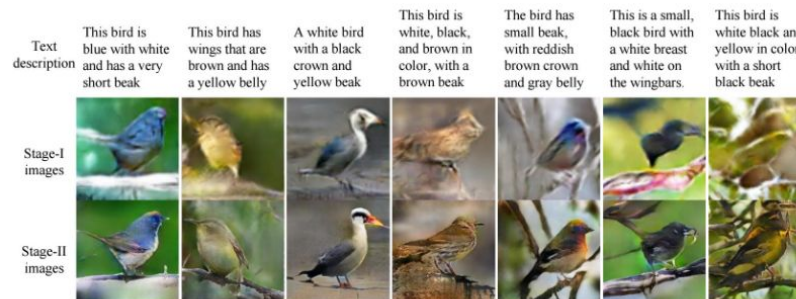 Text
description
This bird is
blue with white
and has a very
short beak
This bird has
wings that are
brown and has
a yellow belly
A white bird
with a black
crown and
yellow beak
This bird is
white, black,
and brown in
color, with a
brown beak
The bird has
small beak,
with reddish
brown crown
and gray belly
This is a small,
black bird with
a white breast
and white on
the wingbars.
This bird is
white black an
yellow in color
with a short
black beak
Stage-I
images
Stage-II
images